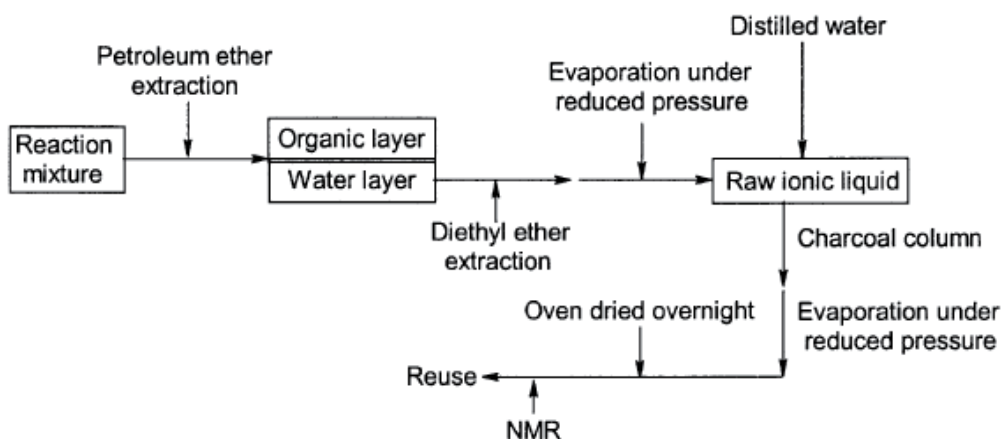 Distilled water
Petroleum ether
extraction
Evaporation under
reduced pressure
Reaction
mixture
Organic layer
Water layer
Raw ionic liquid
Diethyl ether
extraction
Charcoal column
Oven dried overnight
Evaporation under
reduced pressure
Reuse
NMR